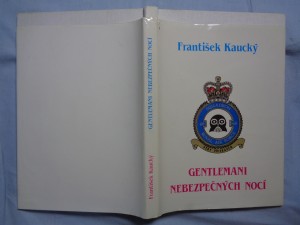 František Kaucký
GENTLEMANI
NEBEZPEČNÝCH NOCÍ
GENTLEMANI NEBEZPEČNÝCH NOCÍ
František Kaucký